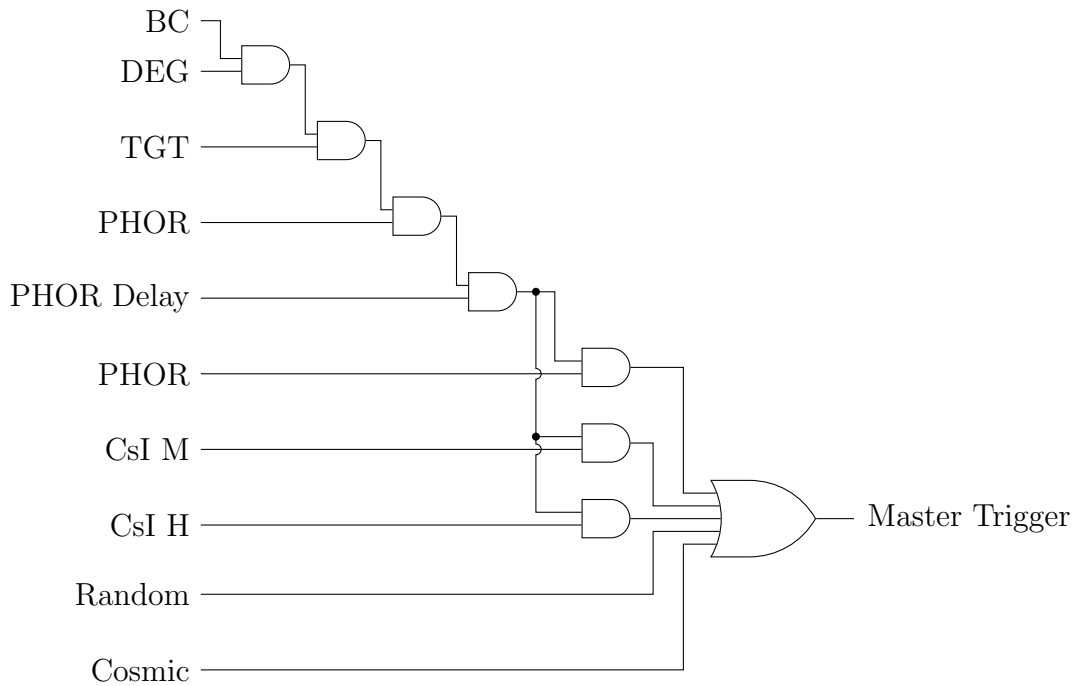 BC
DEG
TGT
PHOR
PHOR Delay
PHOR
CsI M
CsI H
Master Trigger
Random
Cosmic